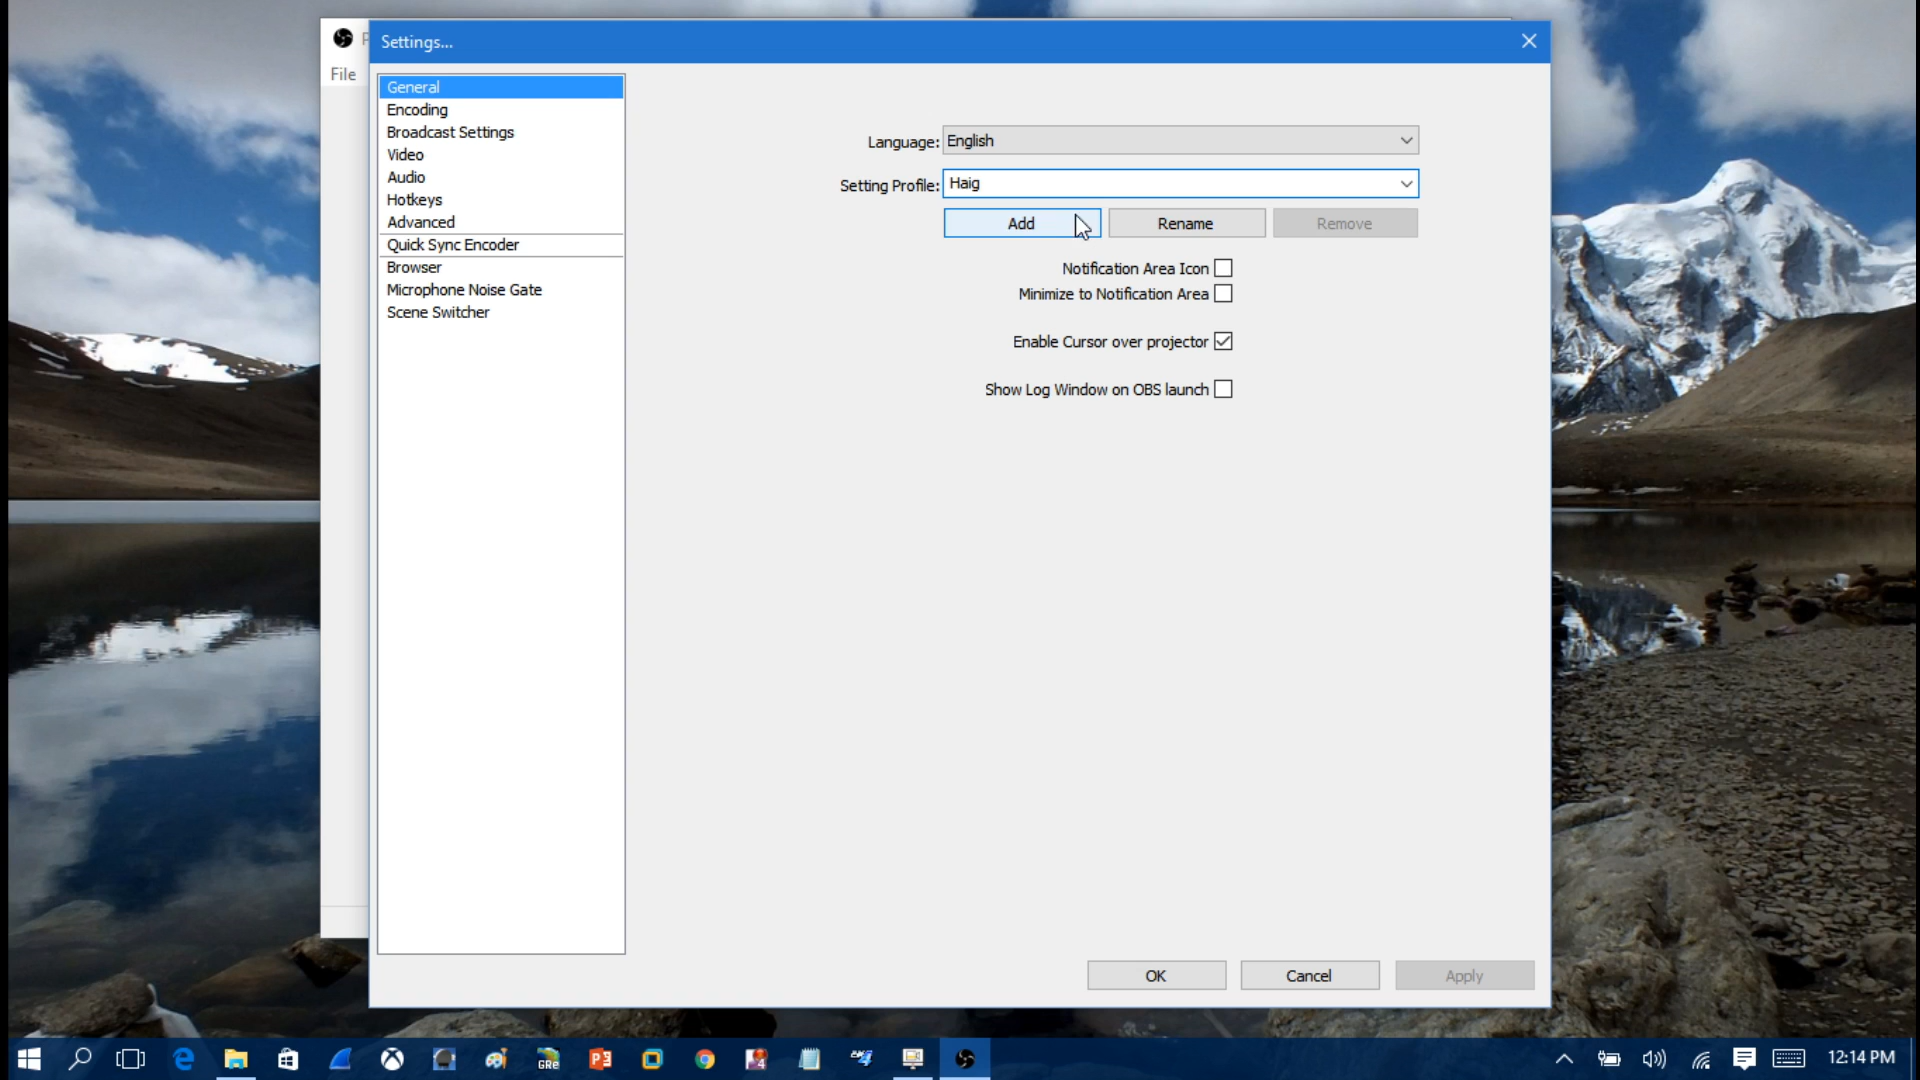 Settings...
File
General
Encoding
Broadcast Settings
Video
Audio
Hotkeys
Advanced
Quick Sync Encoder
Browser
Microphone Noise Gate
Scene Switcher
Language: English
Setting Profile: Haig
Add Rename Remove
Notification Area Icon
Minimize to Notification Area
Enable Cursor over projector
Show Log Window on OBS launch
OK Cancel Apply
12:14 PM